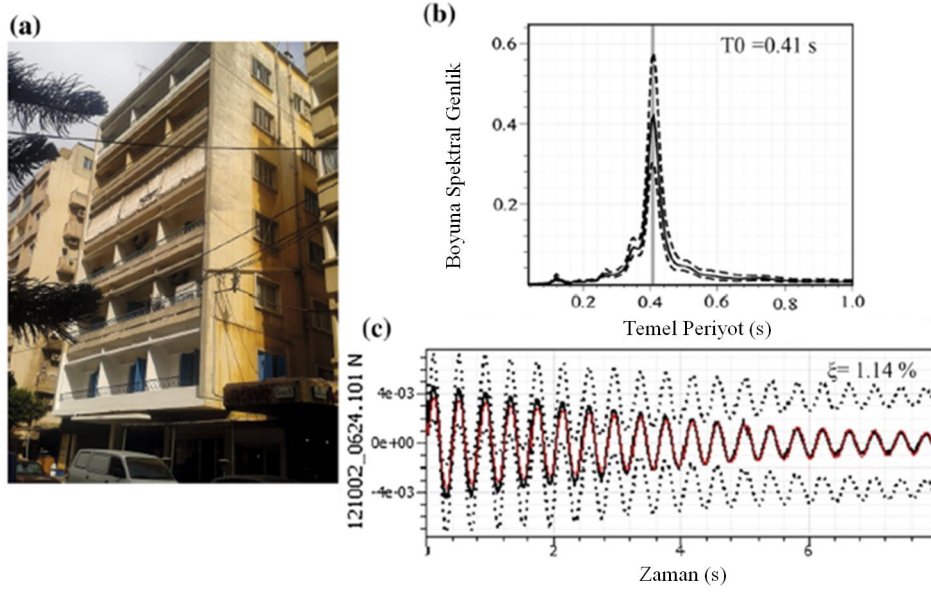 (a)
(b)
Boyuna Spektral Genlik
0.6
0.4
0.2
T0 =0.41 s
0.2 0.4 0.6 0.8 1.0
Temel Periyot (s)
(c)
121002_0624.101 N
4e-03
0e+00
-4e-03
ξ= 1.14 %
2 4 6
Zaman (s)